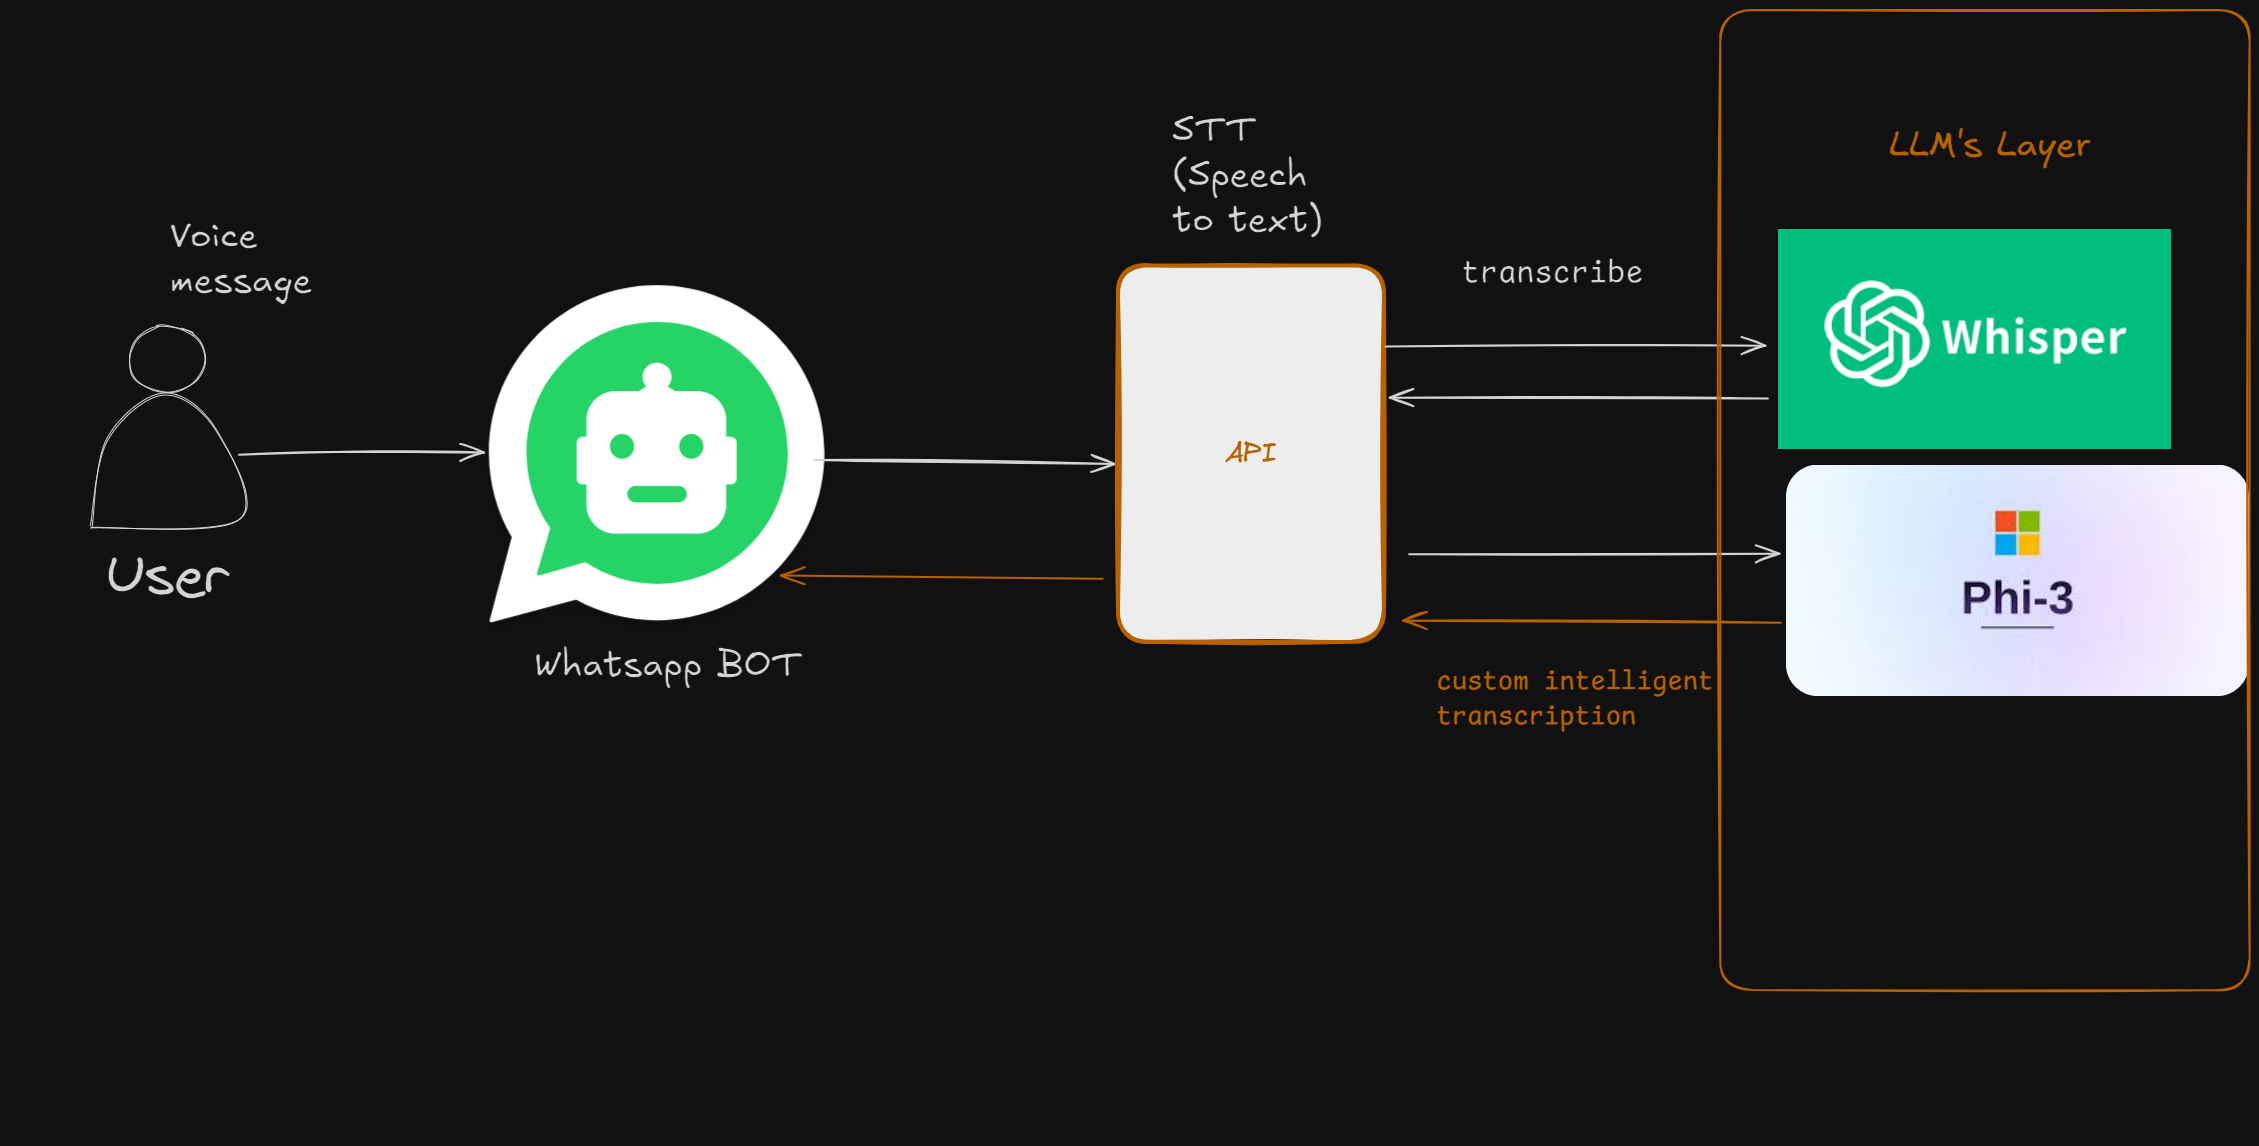 STT
(Speech
to text)
LLM's Layer
Voice
message
transcribe
Whisper
API
User
Phi-3
Whatsapp BOT
custom intelligent
transcription